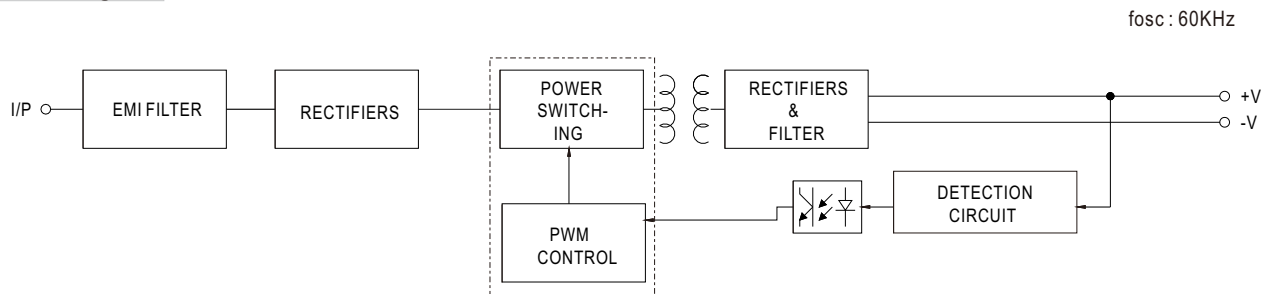 fosc : 60KHz
I/P
EMI FILTER
RECTIFIERS
POWER
SWITCH-
ING
RECTIFIERS
&
FILTER
+V
-V
DETECTION
CIRCUIT
PWM
CONTROL